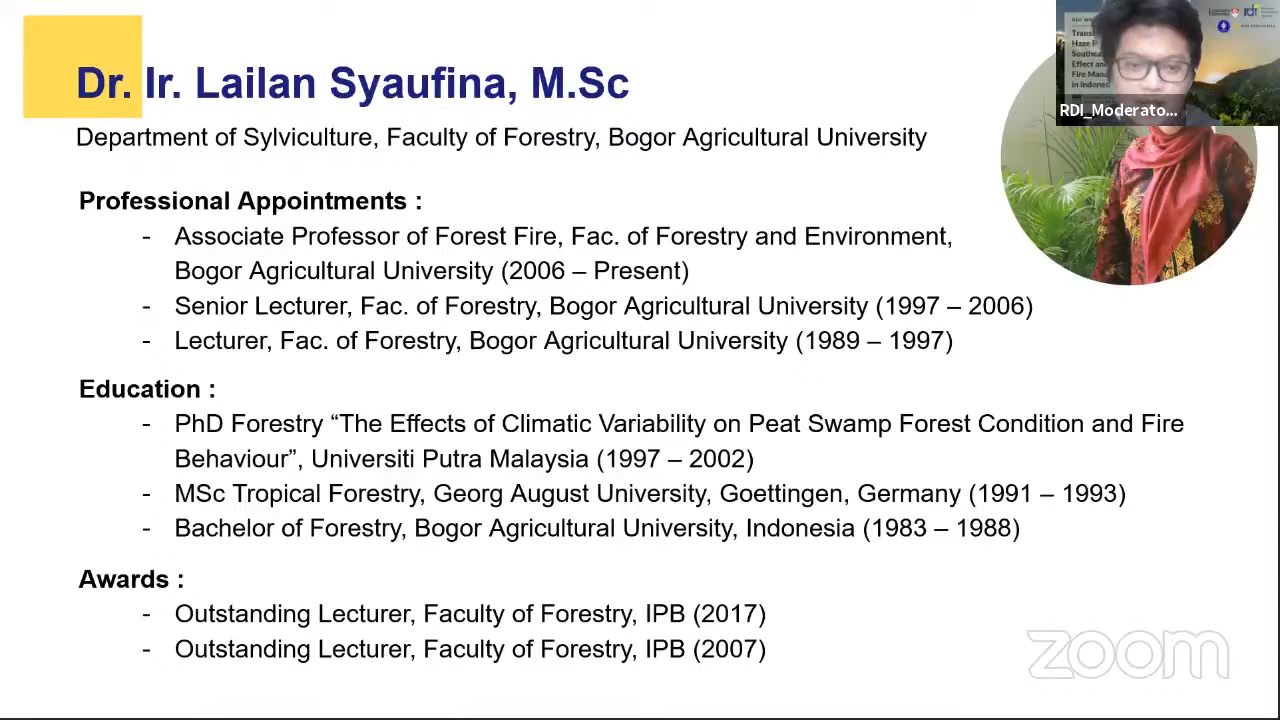 Dr. Ir. Lailan Syaufina, M.Sc
Department of Sylviculture, Faculty of Forestry, Bogor Agricultural University
Professional Appointments :
- Associate Professor of Forest Fire, Fac. of Forestry and Environment,
Bogor Agricultural University (2006 – Present)
- Senior Lecturer, Fac. of Forestry, Bogor Agricultural University (1997 – 2006)
- Lecturer, Fac. of Forestry, Bogor Agricultural University (1989 – 1997)
Education :
- PhD Forestry “The Effects of Climatic Variability on Peat Swamp Forest Condition and Fire
Behaviour”, Universiti Putra Malaysia (1997 – 2002)
- MSc Tropical Forestry, Georg August University, Goettingen, Germany (1991 – 1993)
- Bachelor of Forestry, Bogor Agricultural University, Indonesia (1983 – 1988)
Awards :
- Outstanding Lecturer, Faculty of Forestry, IPB (2017)
- Outstanding Lecturer, Faculty of Forestry, IPB (2007)
Haze
Effect and
Fire
RDI_Moderato...
zoom